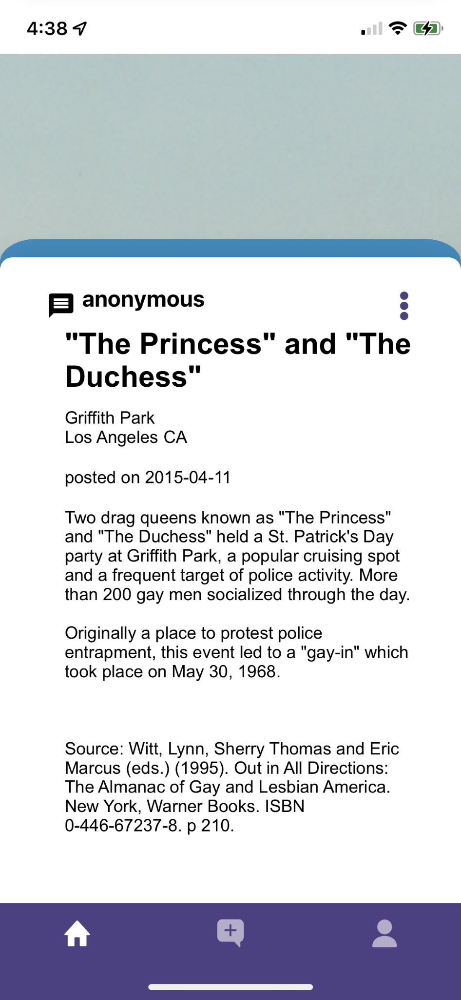 4:38
anonymous
"The Princess" and "The
Duchess"
Griffith Park
Los Angeles CA
posted on 2015-04-11
Two drag queens known as "The Princess"
and "The Duchess" held a St. Patrick's Day
party at Griffith Park, a popular cruising spot
and a frequent target of police activity. More
than 200 gay men socialized through the day.
Originally a place to protest police
entrapment, this event led to a "gay-in" which
took place on May 30, 1968.
Source: Witt, Lynn, Sherry Thomas and Eric
Marcus (eds.) (1995). Out in All Directions:
The Almanac of Gay and Lesbian America.
New York, Warner Books. ISBN
0-446-67237-8. p 210.